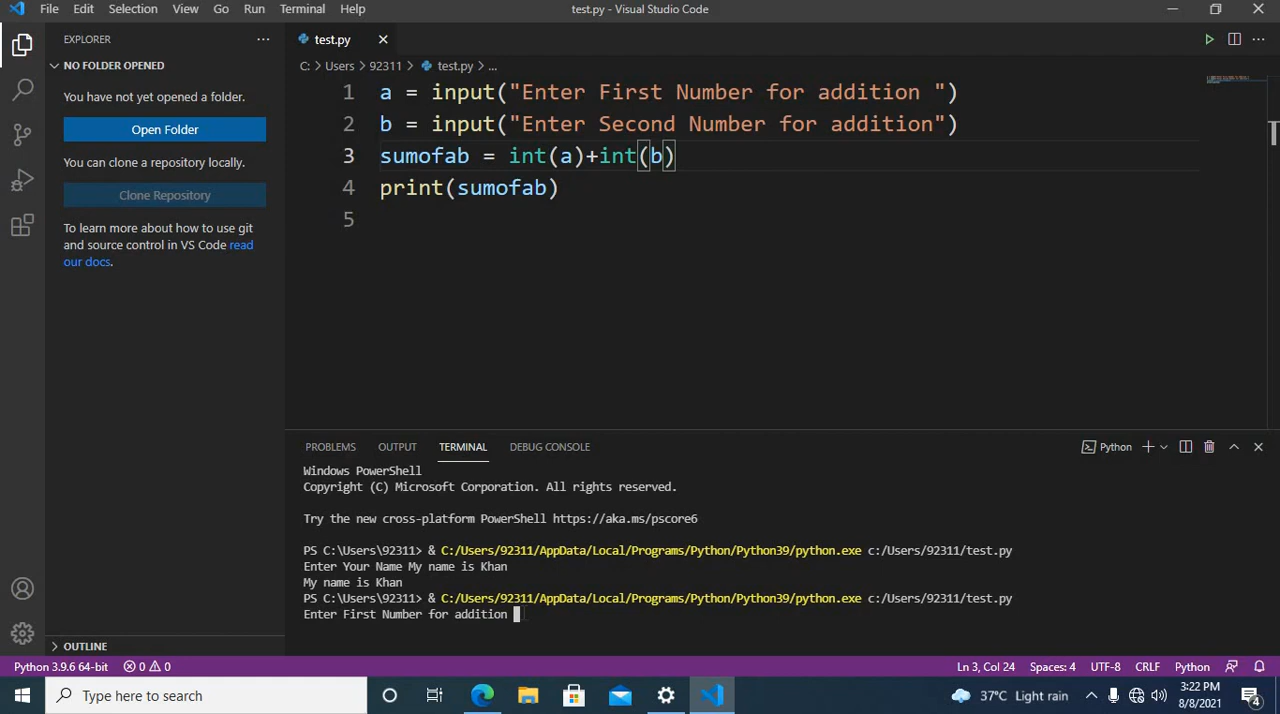 File Edit Selection View Go Run Terminal Help
test.py - Visual Studio Code
EXPLORER
NO FOLDER OPENED
You have not yet opened a folder.
Open Folder
You can clone a repository locally.
Clone Repository
To learn more about how to use git
and source control in VS Code read
our docs.
OUTLINE
test.py
C: > Users > 92311 > test.py > ...
1 a = input("Enter First Number for addition ")
2 b = input("Enter Second Number for addition")
3 sumofab = int(a)+int(b)
4 print(sumofab)
5
PROBLEMS OUTPUT TERMINAL DEBUG CONSOLE
Python
Windows PowerShell
Copyright (C) Microsoft Corporation. All rights reserved.
Try the new cross-platform PowerShell https://aka.ms/pscore6
PS C:\Users\92311> & C:/Users/92311/AppData/Local/Programs/Python/Python39/python.exe c:/Users/92311/test.py
Enter Your Name My name is Khan
My name is Khan
PS C:\Users\92311> & C:/Users/92311/AppData/Local/Programs/Python/Python39/python.exe c:/Users/92311/test.py
Enter First Number for addition
Python 3.9.6 64-bit 0 0 Ln 3, Col 24 Spaces: 4 UTF-8 CRLF Python
Type here to search
37°C Light rain
3:22 PM
8/8/2021
4